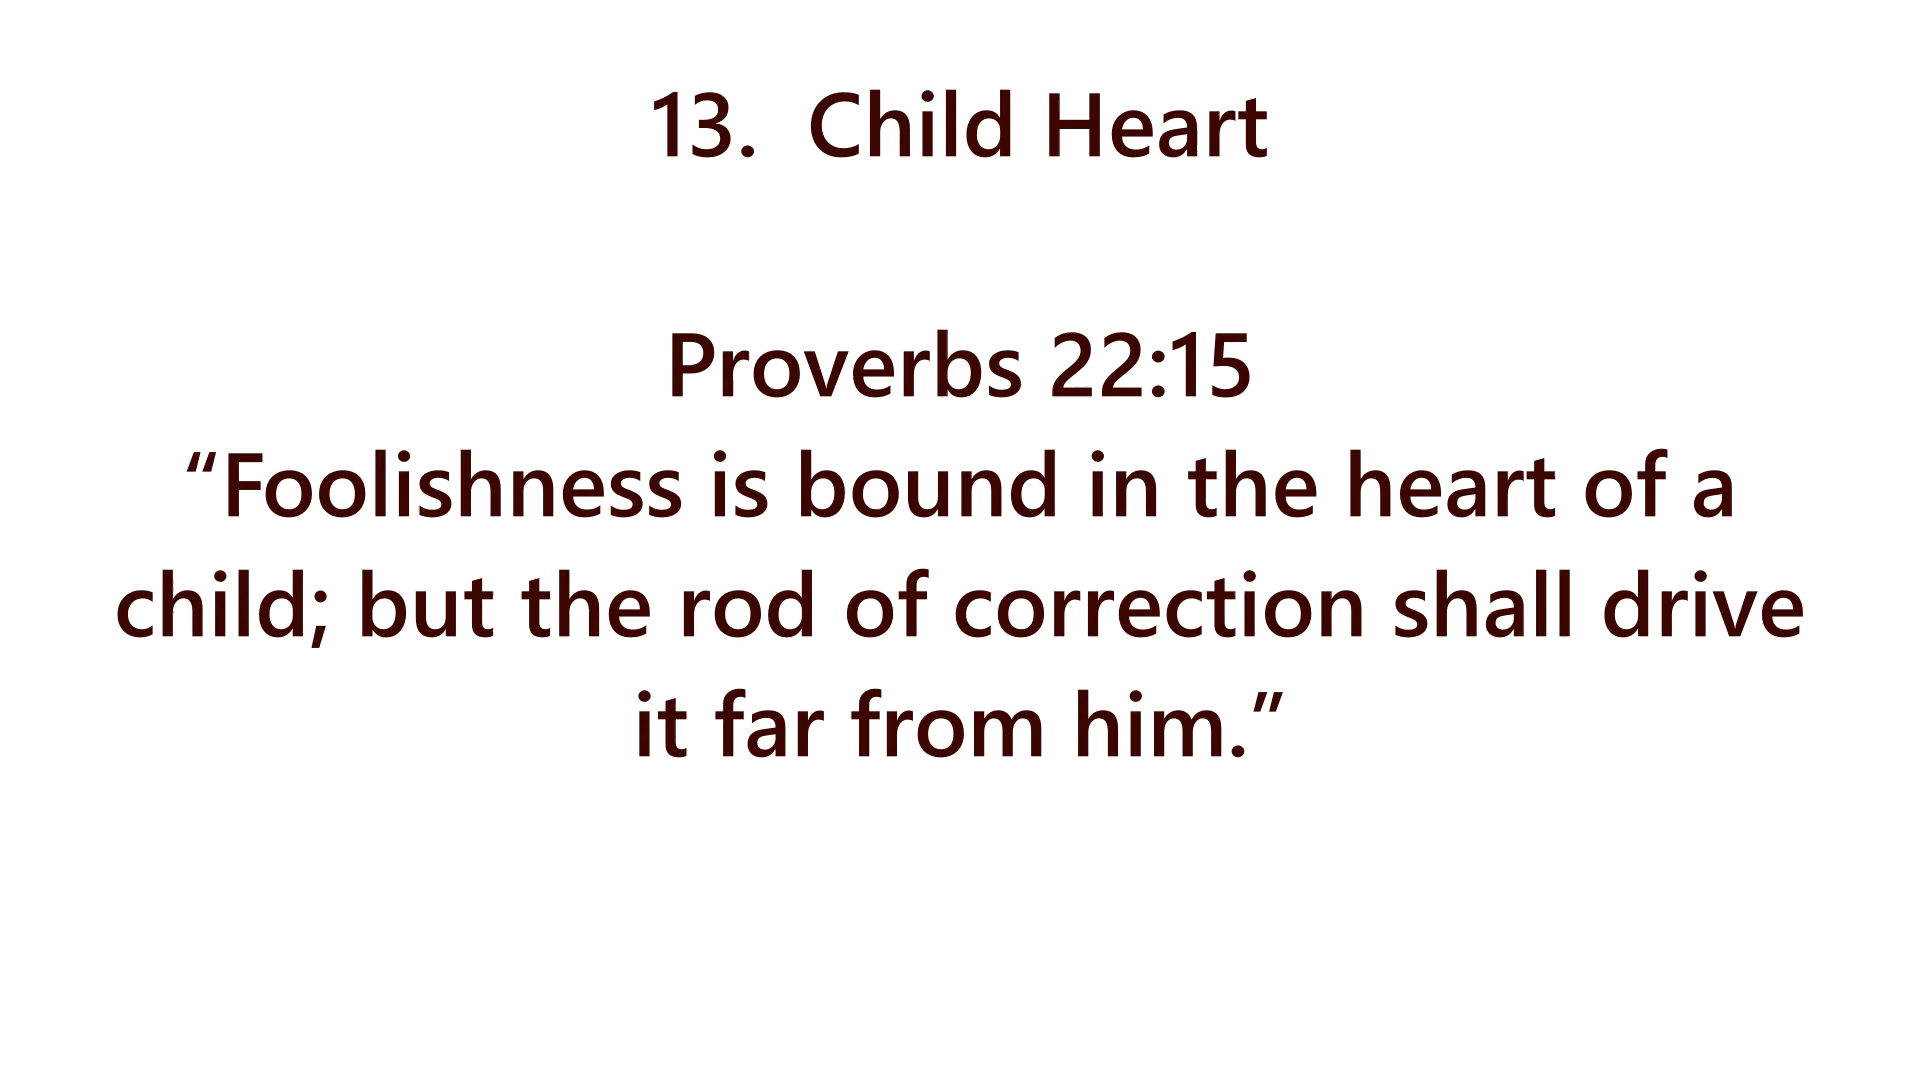 13.  Child Heart
Proverbs 22:15
“Foolishness is bound in the heart of a
child; but the rod of correction shall drive
it far from him.”